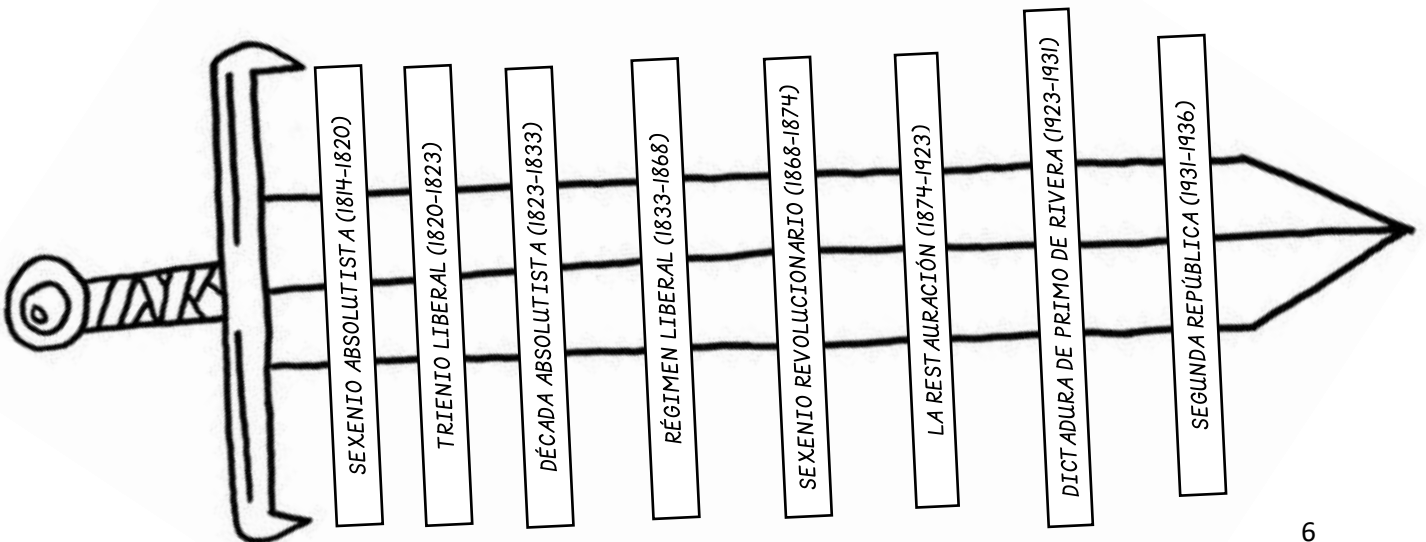 SEXENIO ABSOLUTISTA (1814-1820)
TRIENIO LIBERAL (1820-1823)
DÉCADA ABSOLUTISTA (1823-1833)
RÉGIMEN LIBERAL (1833-1868)
SEXENIO REVOLUCIONARIO (1868-1874)
LA RESTAURACIÓN (1874-1923)
DICTADURA DE PRIMO DE RIVERA (1923-1931)
SEGUNDA REPÚBLICA (1931-1936)
6